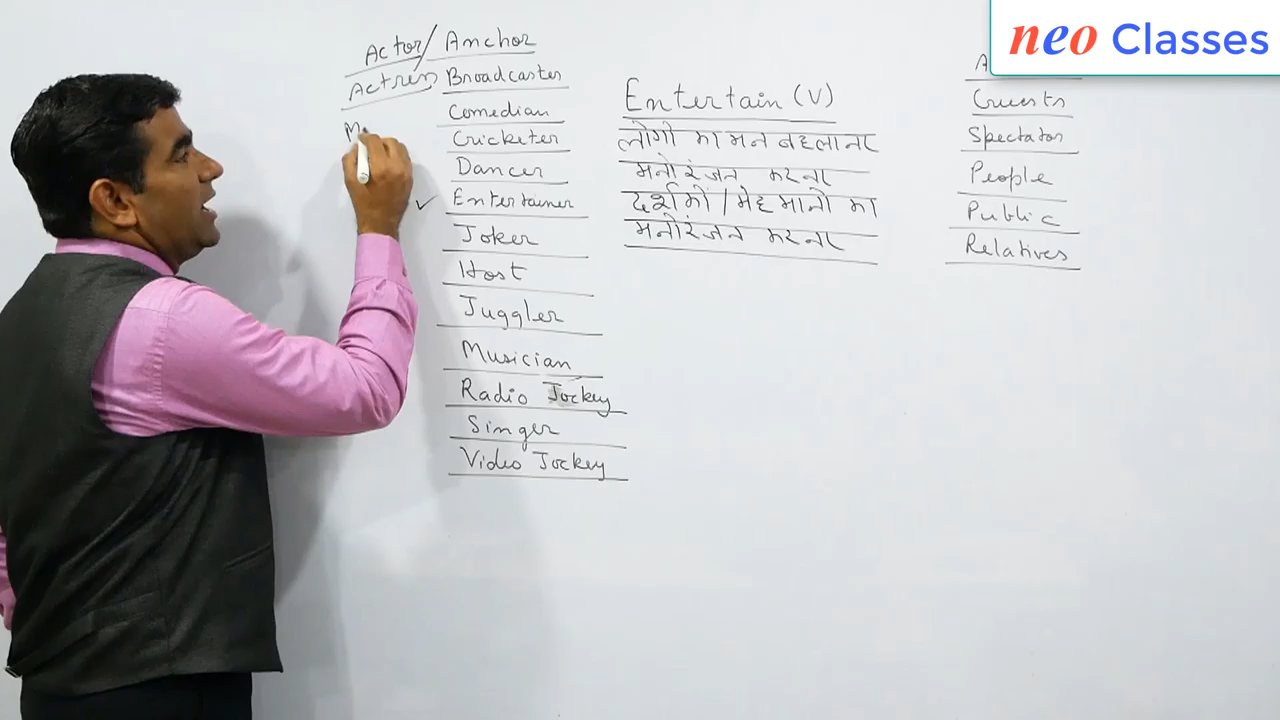 neo Classes
Actor/
Actress
M
Anchor
Broadcaster
Comedian
Cricketer
Dancer
✓ Entertainer
Joker
Host
Juggler
Musician
Radio Jockey
Singer
Video Jockey
Entertain (V)
लोगों का मन बहलाना
मनोरंजन करना
दर्शकों / मेहमानों का
मनोरंजन करना
A
Guests
Spectator
People
Public
Relatives